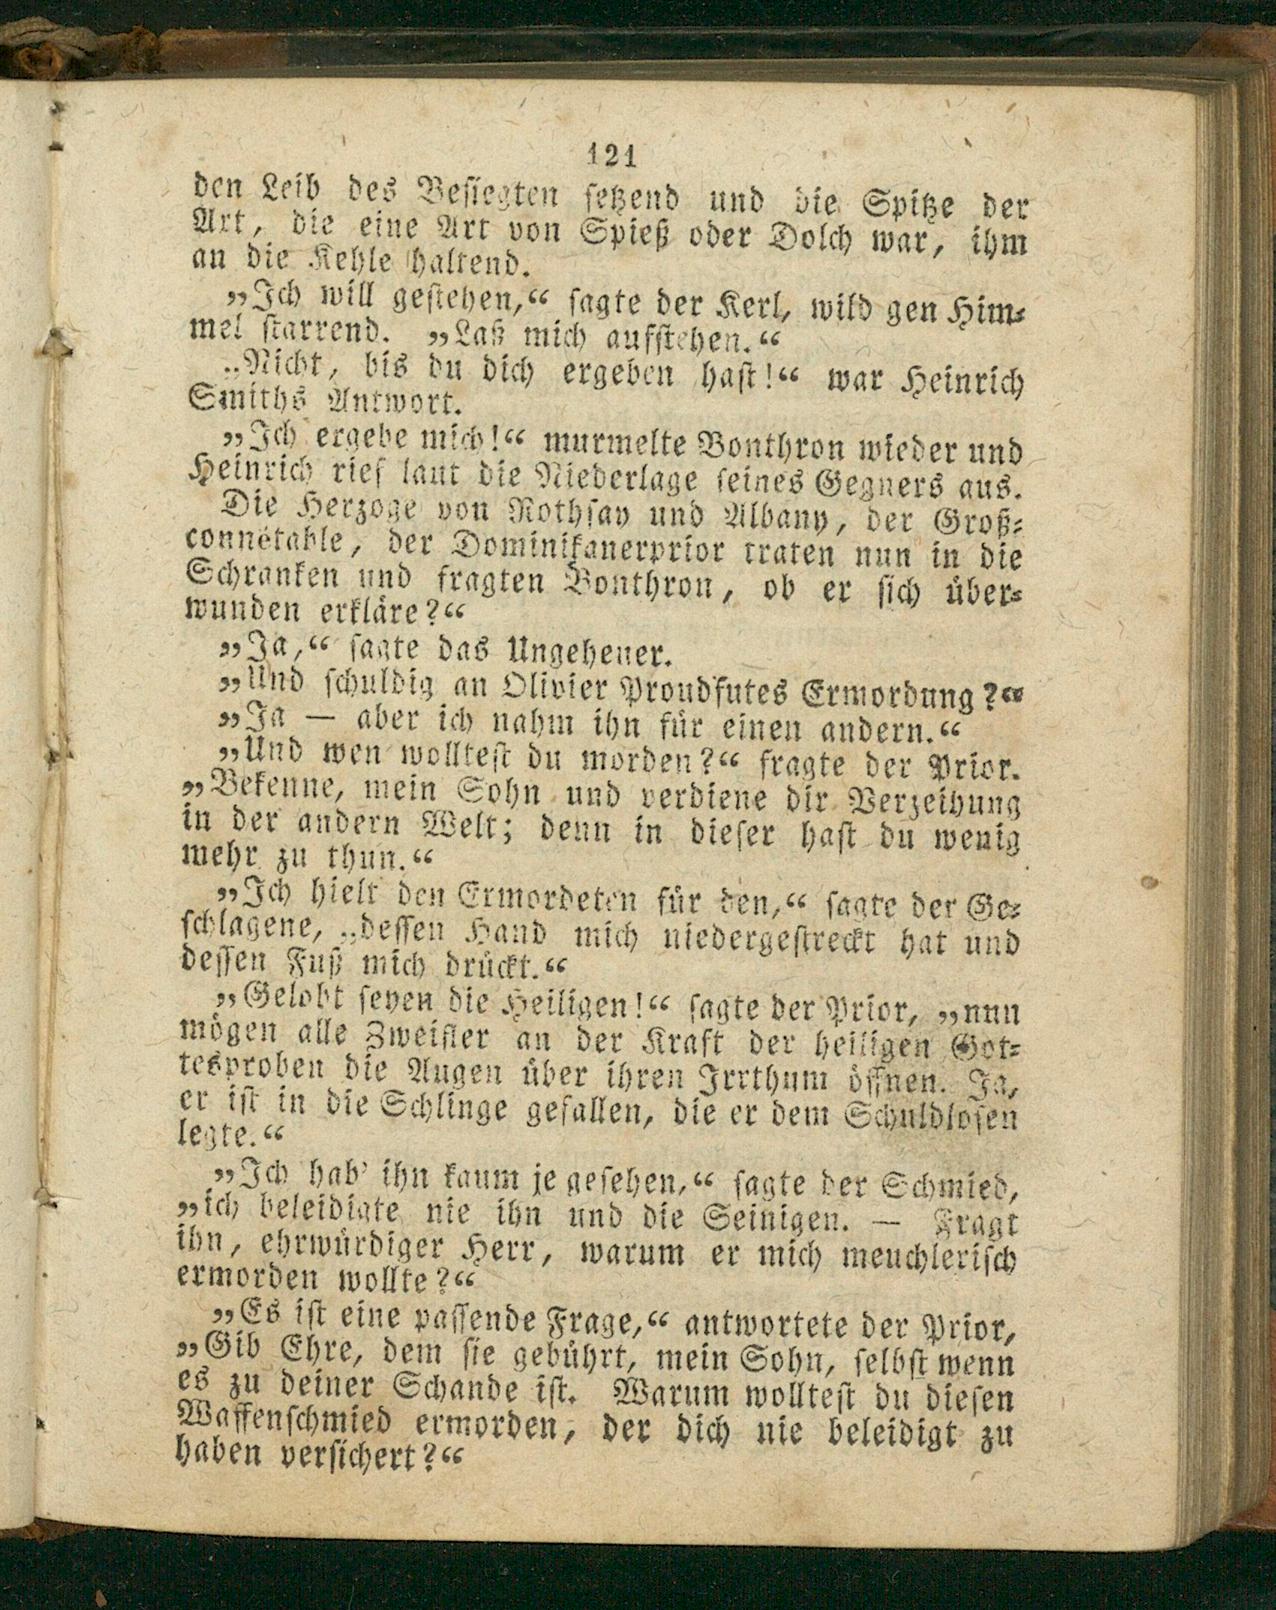 121
den Leib des Besiegten setzend und die Spitze der
Axt, die eine Art von Spieß oder Dolch war, ihm
an die Kehle haltend.
„Ich will gestehen,“ sagte der Kerl, wild gen Him-
mel starrend. „Laß mich aufstehen.“
„Nicht, bis du dich ergeben hast!“ war Heinrich
Smiths Antwort.
„Ich ergebe mich!“ murmelte Bonthron wieder und
Heinrich rief laut die Niederlage seines Gegners aus.
Die Herzoge von Rothsay und Albany, der Groß-
connétable, der Dominikanerprior traten nun in die
Schranken und fragten Bonthron, ob er sich über-
wunden erkläre?“
„Ja,“ sagte das Ungeheuer.
„Und schuldig an Olivier Proudfutes Ermordung?“
„Ja — aber ich nahm ihn für einen andern.“
„Und wen wolltest du morden?“ fragte der Prior.
„Bekenne, mein Sohn und verdiene dir Verzeihung
in der andern Welt; denn in dieser hast du wenig
mehr zu thun.“
„Ich hielt den Ermordeten für den,“ sagte der Ge-
schlagene, „dessen Hand mich niedergestreckt hat und
dessen Fuß mich drückt.“
„Gelobt seyen die Heiligen!“ sagte der Prior, „nun
mögen alle Zweifler an der Kraft der heiligen Got-
tesproben die Augen über ihren Irrthum öffnen. Ja,
er ist in die Schlinge gefallen, die er dem Schuldlosen
legte.“
„Ich hab' ihn kaum je gesehen,“ sagte der Schmied,
„ich beleidigte nie ihn und die Seinigen. — Fragt
ihn, ehrwürdiger Herr, warum er mich meuchlerisch
ermorden wollte?“
„Es ist eine passende Frage,“ antwortete der Prior,
„Gib Ehre, dem sie gebührt, mein Sohn, selbst wenn
es zu deiner Schande ist. Warum wolltest du diesen
Waffenschmied ermorden, der dich nie beleidigt zu
haben versichert?“